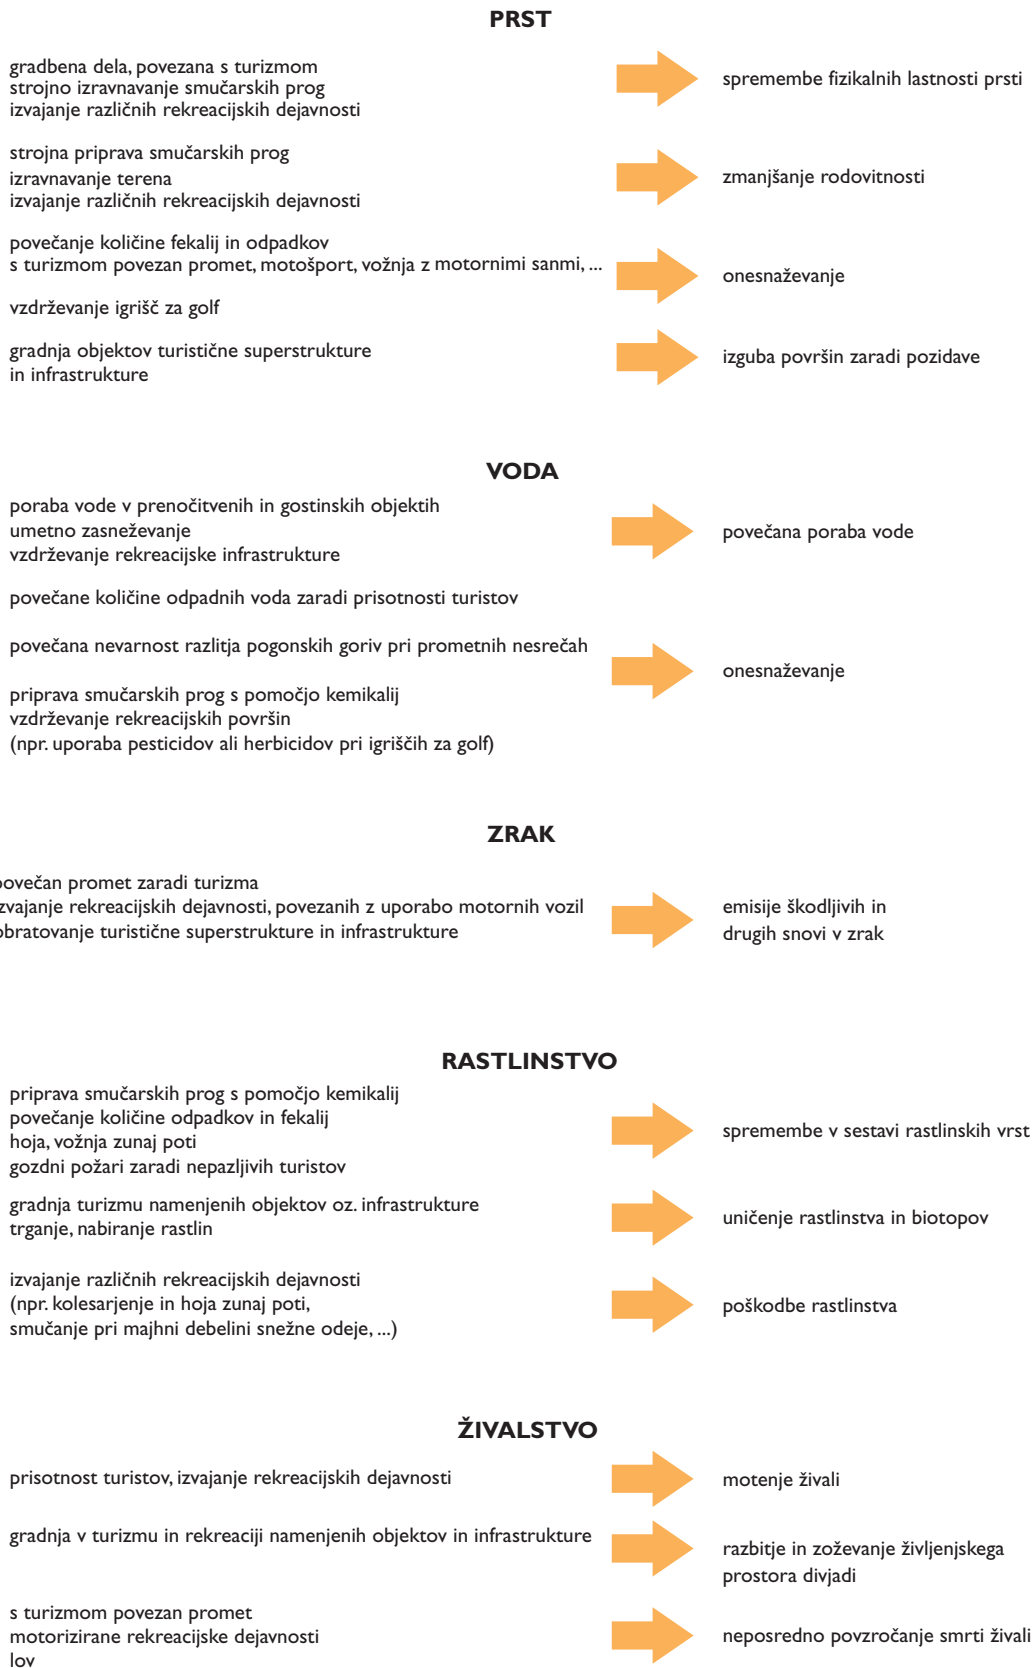 PRST
gradbena dela, povezana s turizmom
strojno izravnavanje smučarskih prog
izvajanje različnih rekreacijskih dejavnosti
spremembe fizikalnih lastnosti prsti
strojna priprava smučarskih prog
izravnavanje terena
izvajanje različnih rekreacijskih dejavnosti
zmanjšanje rodovitnosti
povečanje količine fekalij in odpadkov
s turizmom povezan promet, motošport, vožnja z motornimi sanmi, ...
vzdrževanje igrišč za golf
onesnaževanje
gradnja objektov turistične superstrukture
in infrastrukture
izguba površin zaradi pozidave
VODA
poraba vode v prenočitvenih in gostinskih objektih
umetno zasneževanje
vzdrževanje rekreacijske infrastrukture
povečana poraba vode
povečane količine odpadnih voda zaradi prisotnosti turistov
povečana nevarnost razlitja pogonskih goriv pri prometnih nesrečah
priprava smučarskih prog s pomočjo kemikalij
vzdrževanje rekreacijskih površin
(npr. uporaba pesticidov ali herbicidov pri igriščih za golf)
onesnaževanje
ZRAK
povečan promet zaradi turizma
izvajanje rekreacijskih dejavnosti, povezanih z uporabo motornih vozil
obratovanje turistične superstrukture in infrastrukture
emisije škodljivih in
drugih snovi v zrak
RASTLINSTVO
priprava smučarskih prog s pomočjo kemikalij
povečanje količine odpadkov in fekalij
hoja, vožnja zunaj poti
gozdni požari zaradi nepazljivih turistov
spremembe v sestavi rastlinskih vrst
gradnja turizmu namenjenih objektov oz. infrastrukture
trganje, nabiranje rastlin
uničenje rastlinstva in biotopov
izvajanje različnih rekreacijskih dejavnosti
(npr. kolesarjenje in hoja zunaj poti,
smučanje pri majhni debelini snežne odeje, ...)
poškodbe rastlinstva
ŽIVALSTVO
prisotnost turistov, izvajanje rekreacijskih dejavnosti
motenje živali
gradnja v turizmu in rekreaciji namenjenih objektov in infrastrukture
razbitje in zoževanje življenjskega
prostora divjadi
s turizmom povezan promet
motorizirane rekreacijske dejavnosti
lov
neposredno povzročanje smrti živali